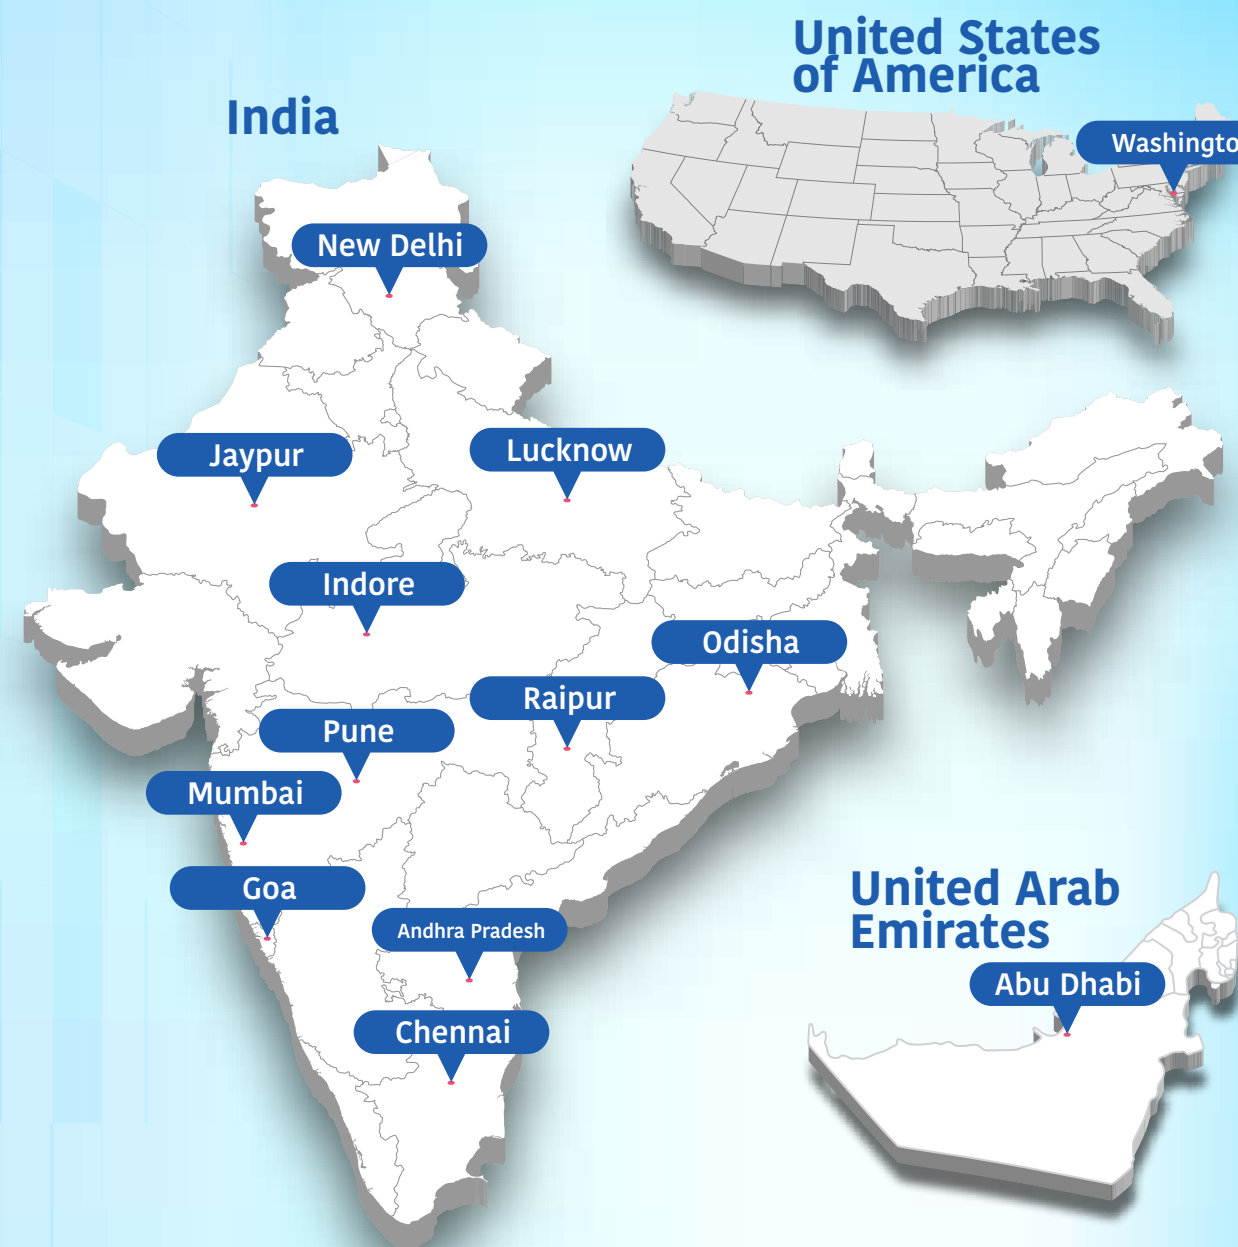 United States
of America
India
Washingto
New Delhi
Jaypur
Lucknow
Indore
Odisha
Raipur
Pune
Mumbai
Goa
Andhra Pradesh
Chennai
United Arab
Emirates
Abu Dhabi